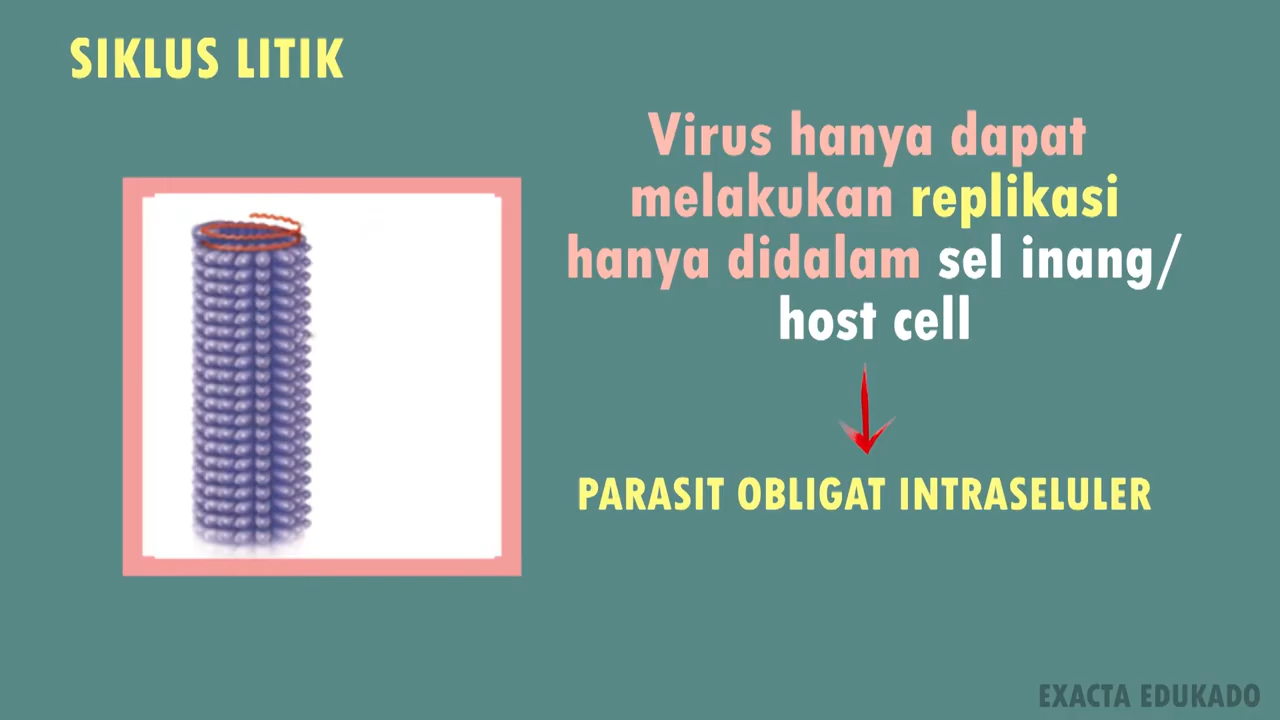 SIKLUS LITIK
Virus hanya dapat
melakukan replikasi
hanya didalam sel inang/
host cell
PARASIT OBLIGAT INTRASELULER
EXACTA EDUKADO